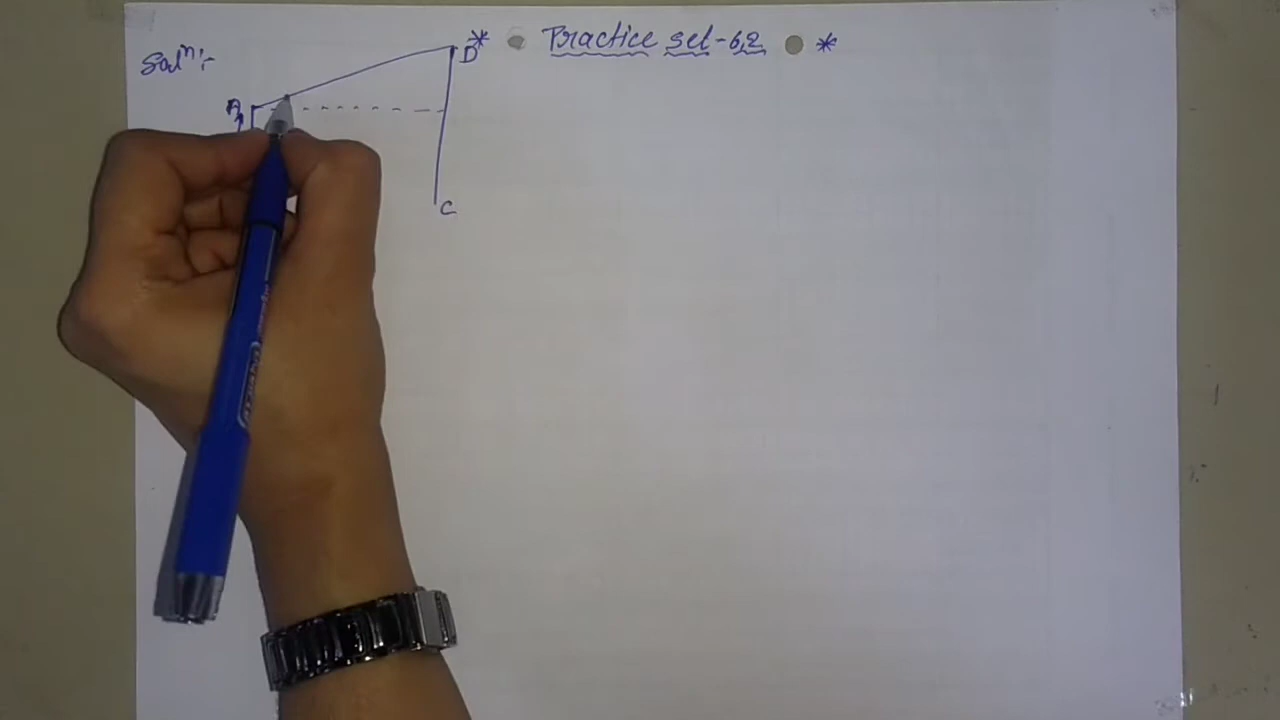 * Practice set-6.2 *
Solⁿ:-
D
A
C